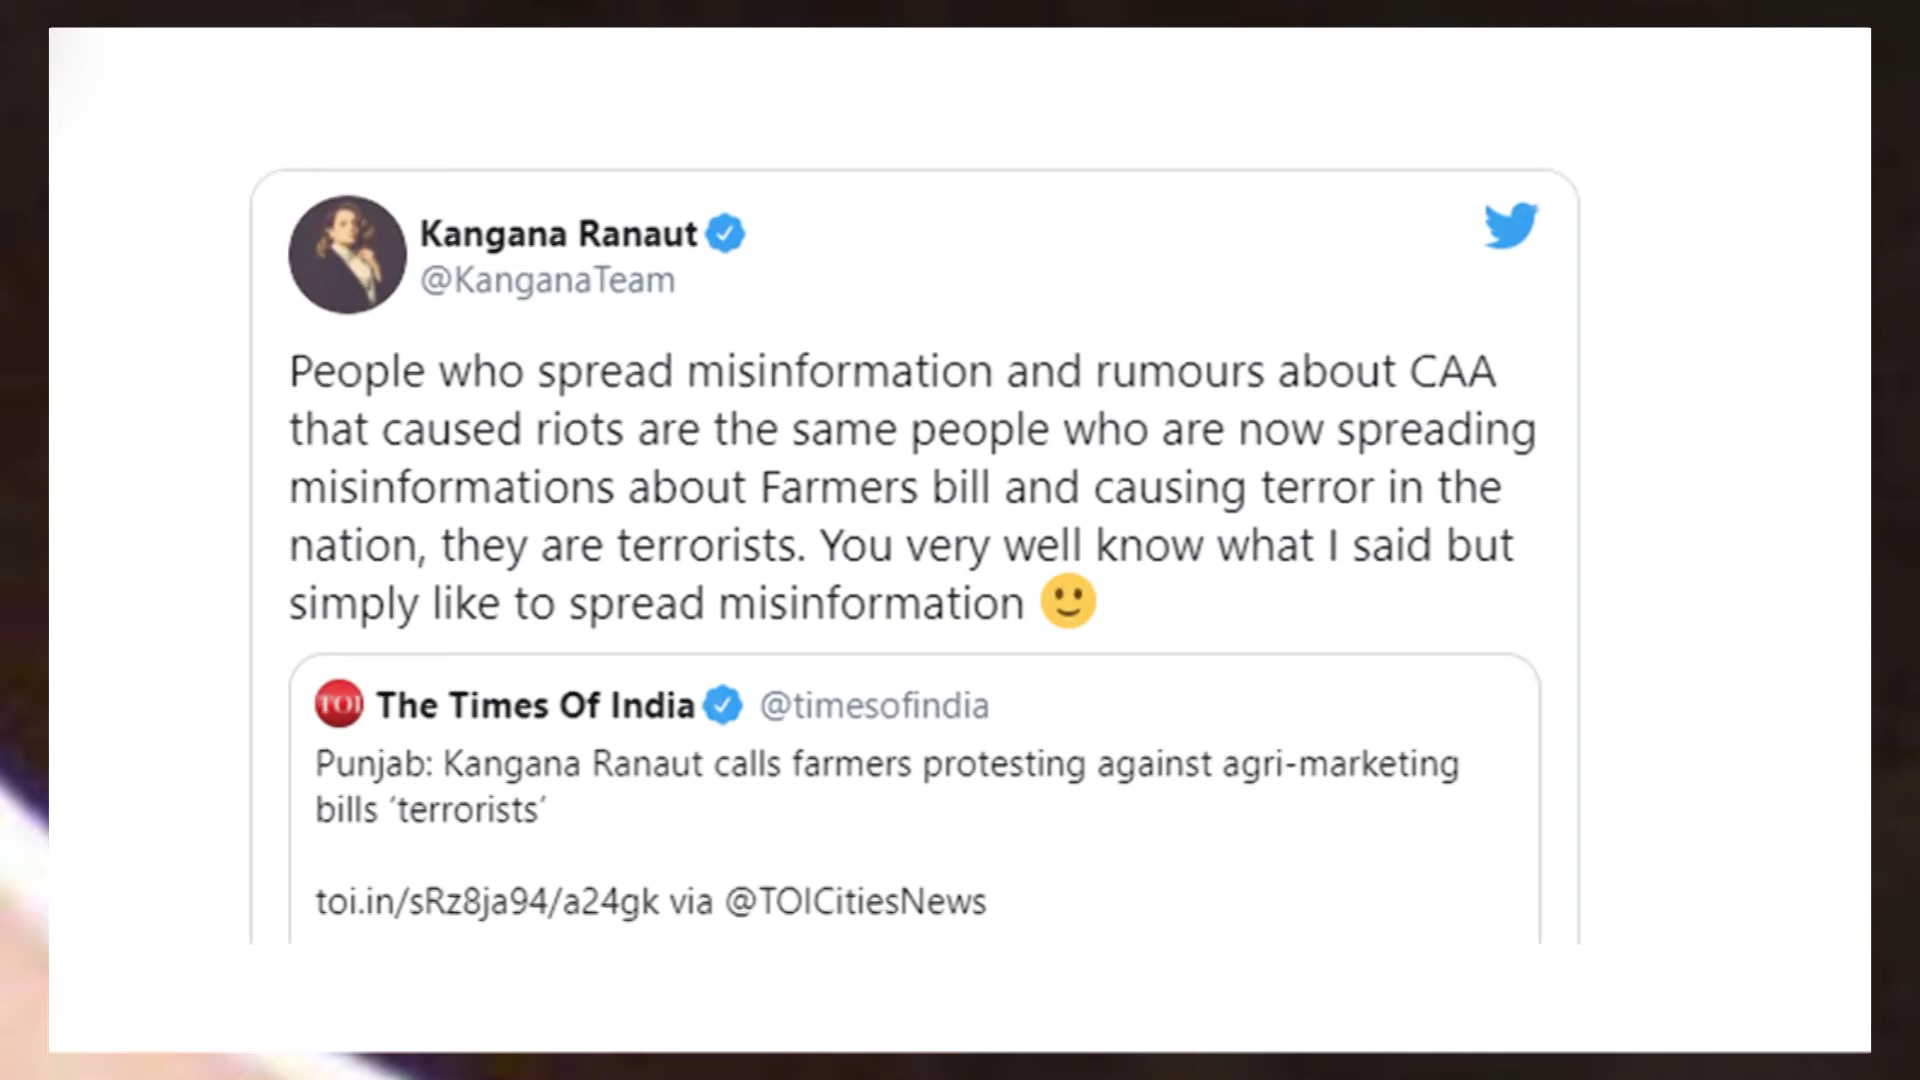 Kangana Ranaut
@KanganaTeam
People who spread misinformation and rumours about CAA
that caused riots are the same people who are now spreading
misinformations about Farmers bill and causing terror in the
nation, they are terrorists. You very well know what I said but
simply like to spread misinformation 🙂
TOI The Times Of India @timesofindia
Punjab: Kangana Ranaut calls farmers protesting against agri-marketing
bills ‘terrorists’
toi.in/sRz8ja94/a24gk via @TOICitiesNews